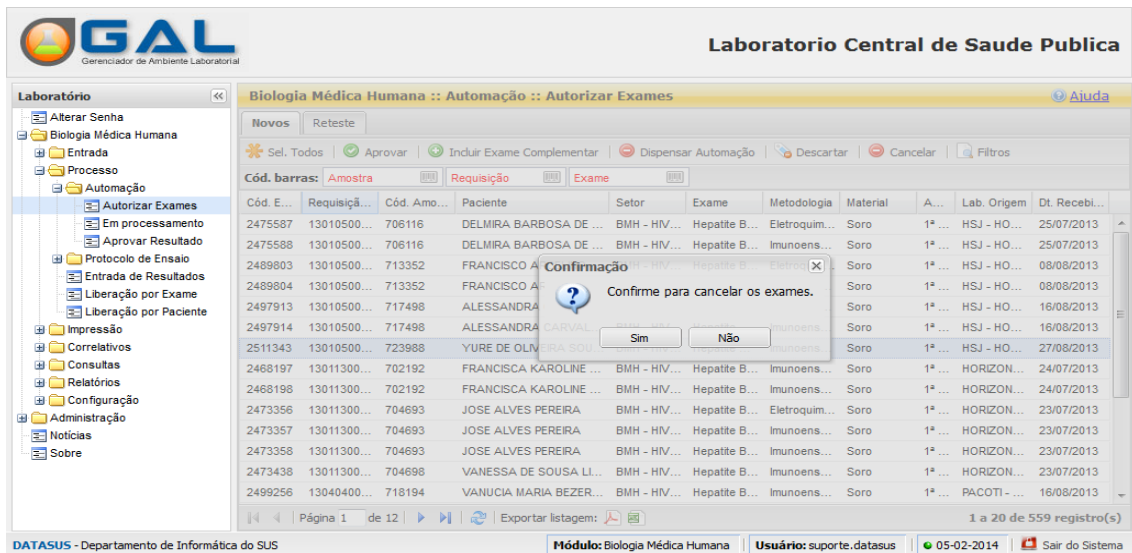 GAL
Gerenciador de Ambiente Laboratorial
Laboratorio Central de Saude Publica
Laboratório
Alterar Senha
Biologia Médica Humana
Entrada
Processo
Automação
Autorizar Exames
Em processamento
Aprovar Resultado
Protocolo de Ensaio
Entrada de Resultados
Liberação por Exame
Liberação por Paciente
Impressão
Correlativos
Consultas
Relatórios
Configuração
Administração
Notícias
Sobre
Biologia Médica Humana :: Automação :: Autorizar Exames Ajuda
Novos Reteste
Sel. Todos Aprovar Incluir Exame Complementar Dispensar Automação Descartar Cancelar Filtros
Cód. barras: Amostra Requisição Exame
Cód. E... Requisiçã... Cód. Amo... Paciente Setor Exame Metodologia Material A... Lab. Origem Dt. Recebi...
2475587 13010500... 706116 DELMIRA BARBOSA DE ... BMH - HIV... Hepatite B... Eletroquim... Soro 1ª ... HSJ - HO... 25/07/2013
2475588 13010500... 706116 DELMIRA BARBOSA DE ... BMH - HIV... Hepatite B... Imunoens... Soro 1ª ... HSJ - HO... 25/07/2013
2489803 13010500... 713352 FRANCISCO Soro 1ª ... HSJ - HO... 08/08/2013
2489804 13010500... 713352 FRANCISCO Soro 1ª ... HSJ - HO... 08/08/2013
2497913 13010500... 717498 ALESSANDRA Soro 1ª ... HSJ - HO... 16/08/2013
2497914 13010500... 717498 ALESSANDRA CARVAL Soro 1ª ... HSJ - HO... 16/08/2013
2511343 13010500... 723988 YURE DE OLIVEIRA SOU Soro 1ª ... HSJ - HO... 27/08/2013
2468197 13011300... 702192 FRANCISCA KAROLINE ... BMH - HIV... Hepatite B... Imunoens... Soro 1ª ... HORIZON... 24/07/2013
2468198 13011300... 702192 FRANCISCA KAROLINE ... BMH - HIV... Hepatite B... Imunoens... Soro 1ª ... HORIZON... 24/07/2013
2473356 13011300... 704693 JOSE ALVES PEREIRA BMH - HIV... Hepatite B... Eletroquim... Soro 1ª ... HORIZON... 23/07/2013
2473357 13011300... 704693 JOSE ALVES PEREIRA BMH - HIV... Hepatite B... Imunoens... Soro 1ª ... HORIZON... 23/07/2013
2473358 13011300... 704693 JOSE ALVES PEREIRA BMH - HIV... Hepatite B... Imunoens... Soro 1ª ... HORIZON... 23/07/2013
2473438 13011300... 704698 VANESSA DE SOUSA LI... BMH - HIV... Hepatite B... Imunoens... Soro 1ª ... HORIZON... 23/07/2013
2499256 13040400... 718194 VANUCIA MARIA BEZER... BMH - HIV... Hepatite B... Imunoens... Soro 1ª ... PACOTI - ... 16/08/2013
Confirmação
Confirme para cancelar os exames.
Sim Não
Página 1 de 12 Exportar listagem: 1 a 20 de 559 registro(s)
DATASUS - Departamento de Informática do SUS Módulo: Biologia Médica Humana Usuário: suporte.datasus 05-02-2014 Sair do Sistema